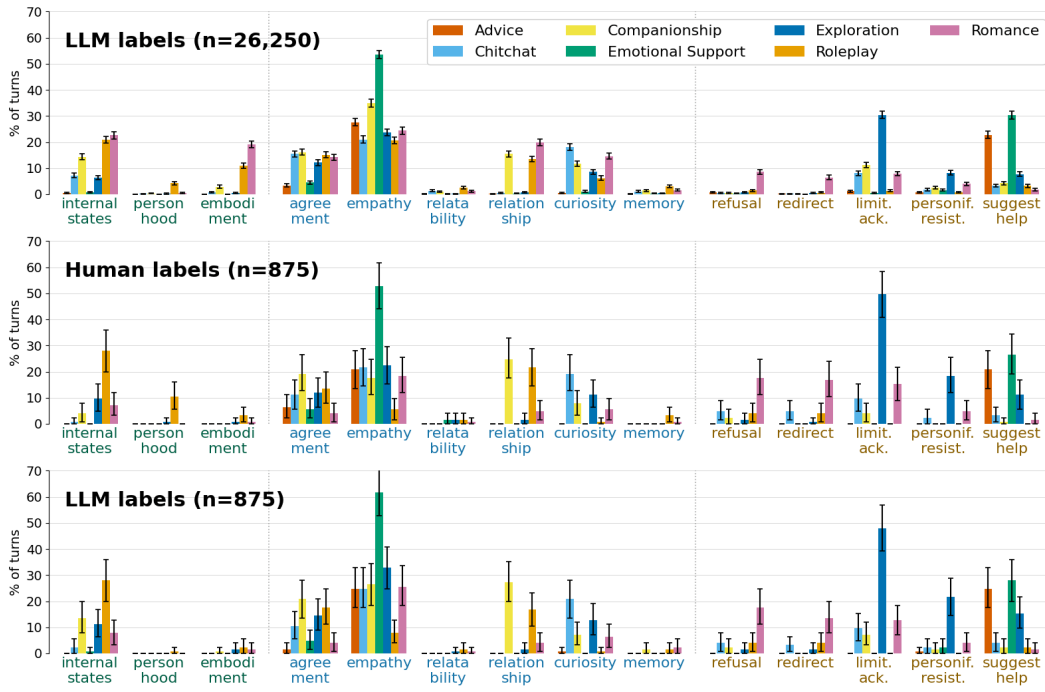 70
60
50
40
30
20
10
0
% of turns
LLM labels (n=26,250)
Advice
Chitchat
Companionship
Emotional Support
Exploration
Roleplay
Romance
internal states
person hood
embodi ment
agree ment
empathy
relata bility
relation ship
curiosity
memory
refusal
redirect
limit. ack.
personif. resist.
suggest help
70
60
50
40
30
20
10
0
% of turns
Human labels (n=875)
internal states
person hood
embodi ment
agree ment
empathy
relata bility
relation ship
curiosity
memory
refusal
redirect
limit. ack.
personif. resist.
suggest help
70
60
50
40
30
20
10
0
% of turns
LLM labels (n=875)
internal states
person hood
embodi ment
agree ment
empathy
relata bility
relation ship
curiosity
memory
refusal
redirect
limit. ack.
personif. resist.
suggest help